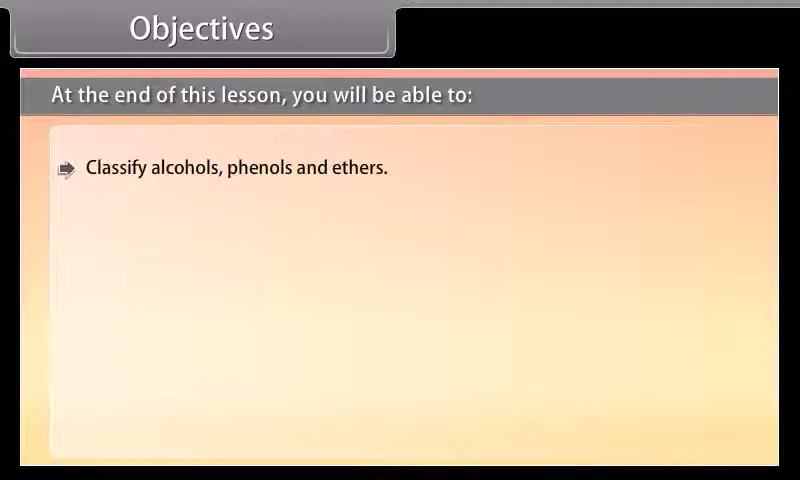 Objectives
At the end of this lesson, you will be able to:
Classify alcohols, phenols and ethers.